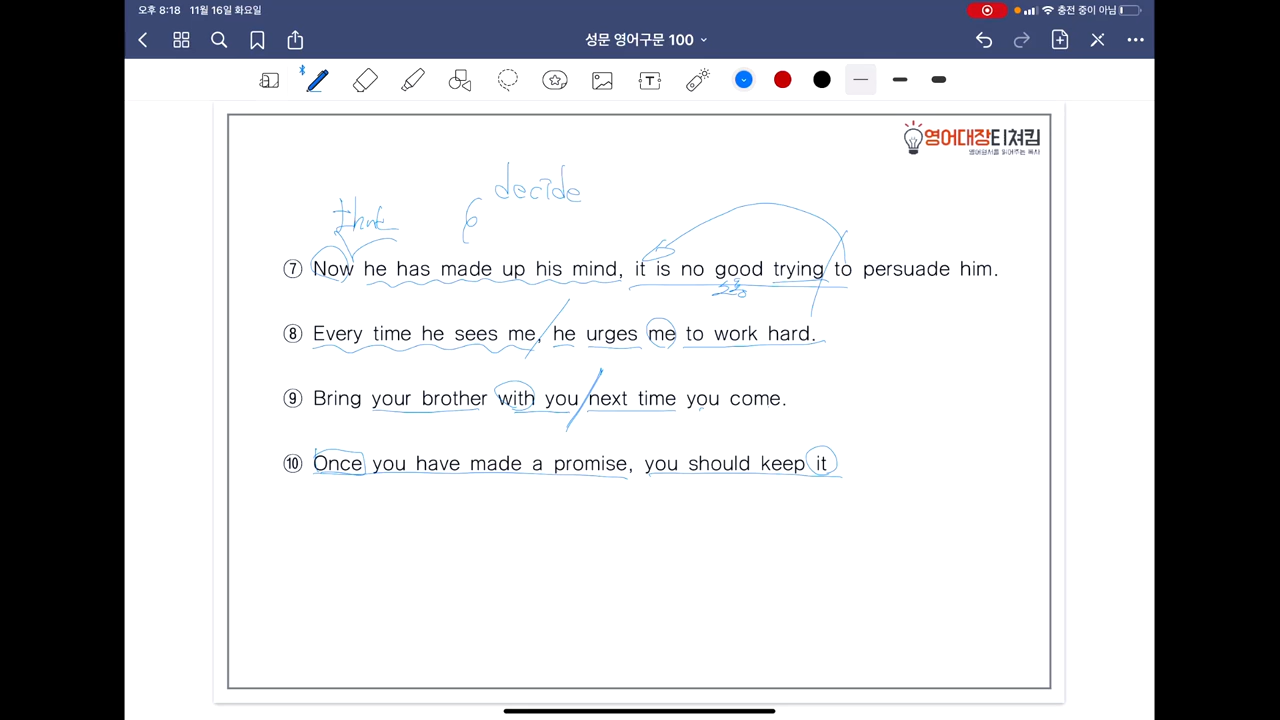 오후 8:18 11월 16일 화요일
충전 중이 아님
성문 영어구문 100
영어대장티쳐킴
decide
⑦ Now he has made up his mind, it is no good trying to persuade him.
⑧ Every time he sees me, he urges me to work hard.
⑨ Bring your brother with you next time you come.
⑩ Once you have made a promise, you should keep it